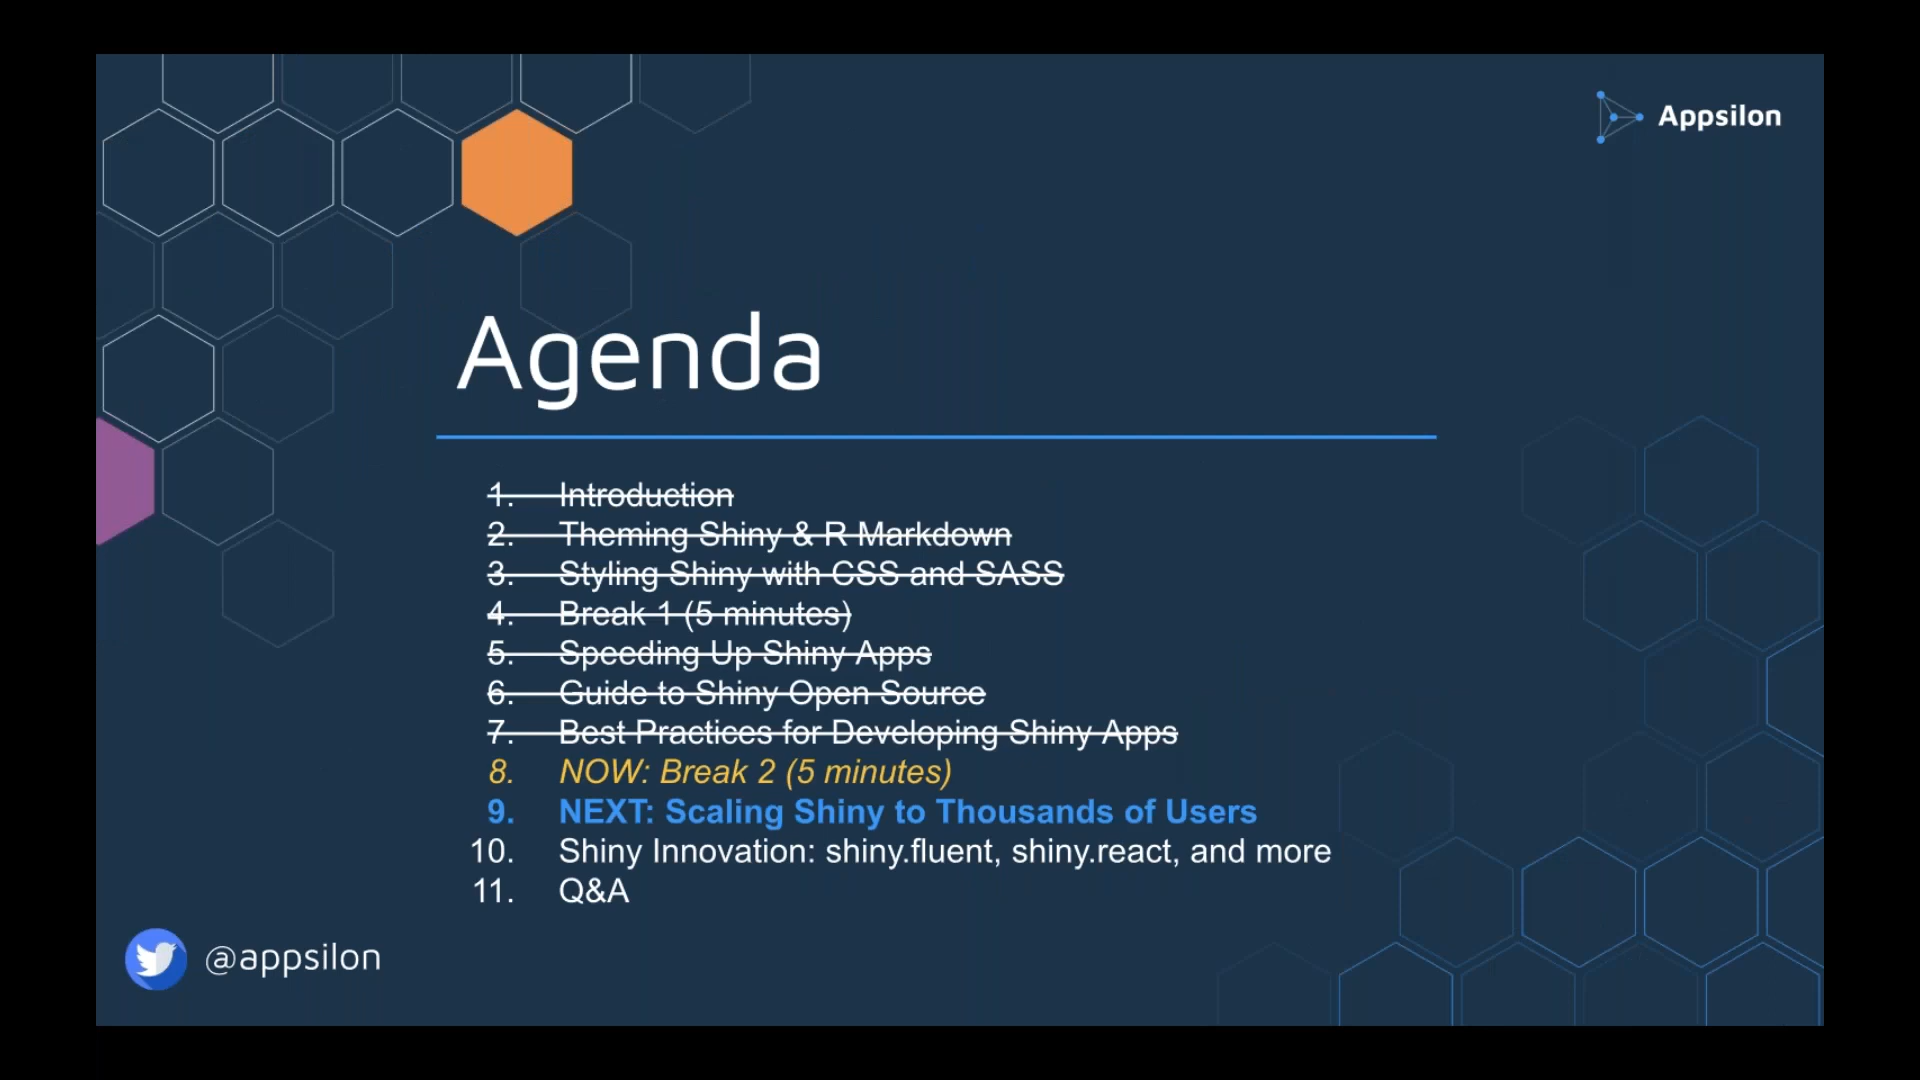 Appsilon
Agenda
1. Introduction
2. Theming Shiny & R Markdown
3. Styling Shiny with CSS and SASS
4. Break 1 (5 minutes)
5. Speeding Up Shiny Apps
6. Guide to Shiny Open Source
7. Best Practices for Developing Shiny Apps
8. NOW: Break 2 (5 minutes)
9. NEXT: Scaling Shiny to Thousands of Users
10. Shiny Innovation: shiny.fluent, shiny.react, and more
11. Q&A
@appsilon